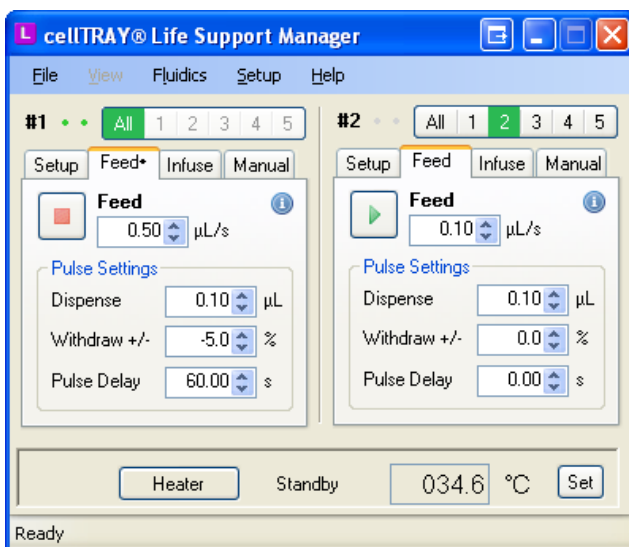 L cellTRAY® Life Support Manager
File View Fluidics Setup Help
#1 All 1 2 3 4 5
Setup Feed• Infuse Manual
Feed
0.50 µL/s
Pulse Settings
Dispense 0.10 µL
Withdraw +/- -5.0 %
Pulse Delay 60.00 s
#2 All 1 2 3 4 5
Setup Feed Infuse Manual
Feed
0.10 µL/s
Pulse Settings
Dispense 0.10 µL
Withdraw +/- 0.0 %
Pulse Delay 0.00 s
Heater Standby 034.6 °C Set
Ready